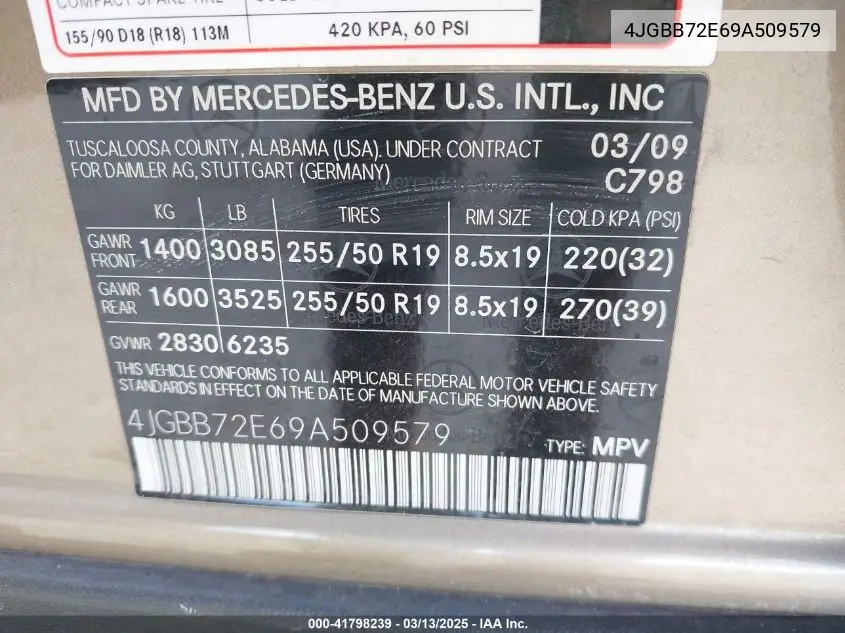 4JGBB72E69A509579
COMPACT SPARE TIRE
155/90 D18 (R18) 113M 420 KPA, 60 PSI
MFD BY MERCEDES-BENZ U.S. INTL., INC
TUSCALOOSA COUNTY, ALABAMA (USA). UNDER CONTRACT 03/09
FOR DAIMLER AG, STUTTGART (GERMANY) C798
KG LB TIRES RIM SIZE COLD KPA (PSI)
GAWR FRONT 1400 3085 255/50 R19 8.5x19 220(32)
GAWR REAR 1600 3525 255/50 R19 8.5x19 270(39)
GVWR 2830 6235
THIS VEHICLE CONFORMS TO ALL APPLICABLE FEDERAL MOTOR VEHICLE SAFETY
STANDARDS IN EFFECT ON THE DATE OF MANUFACTURE SHOWN ABOVE.
4JGBB72E69A509579 TYPE: MPV
000-41798239 - 03/13/2025 - IAA Inc.